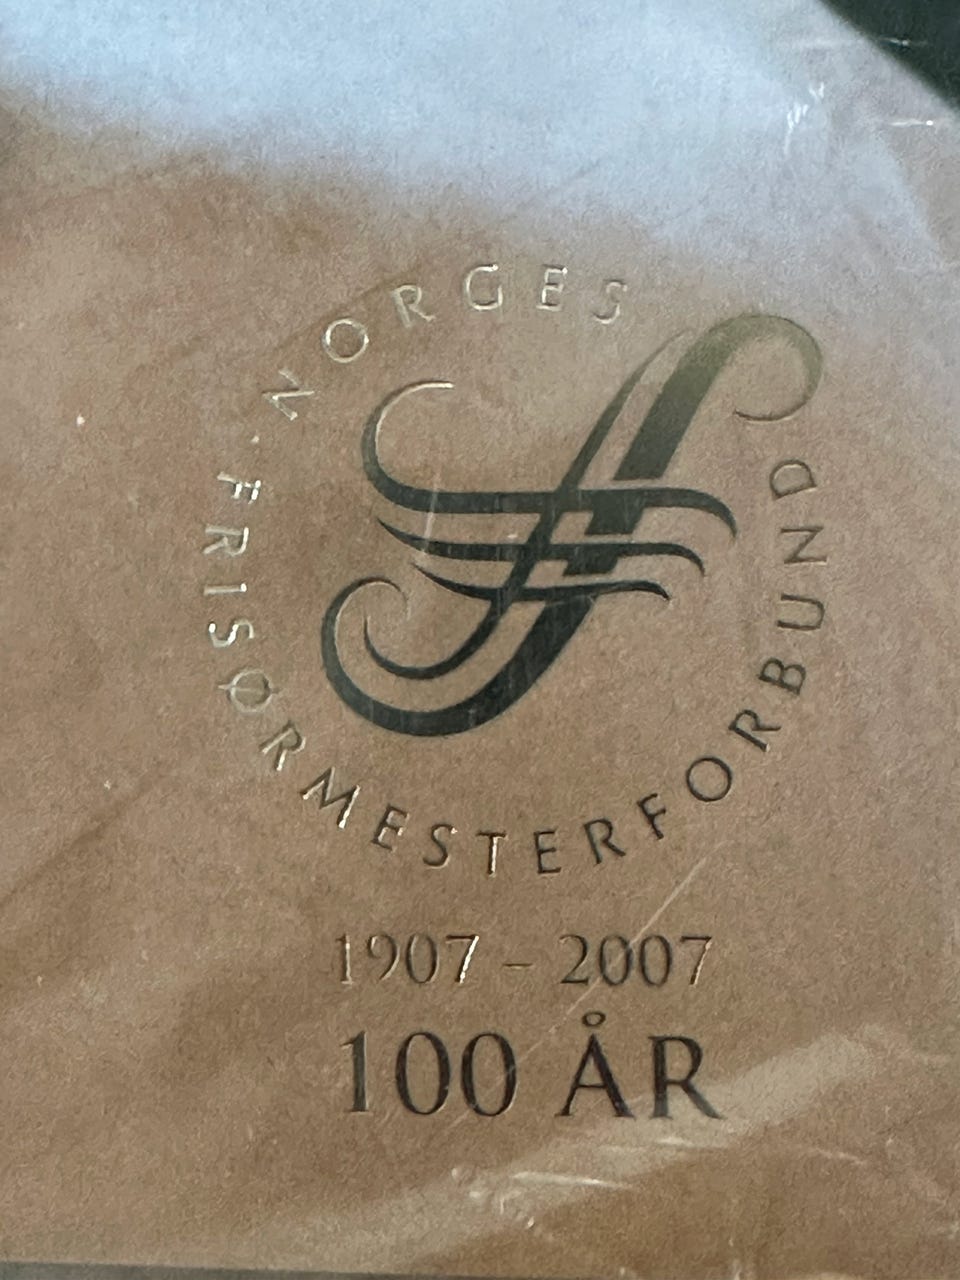 NORGES
FRISØRMESTERFORBUND
1907 – 2007
100 ÅR